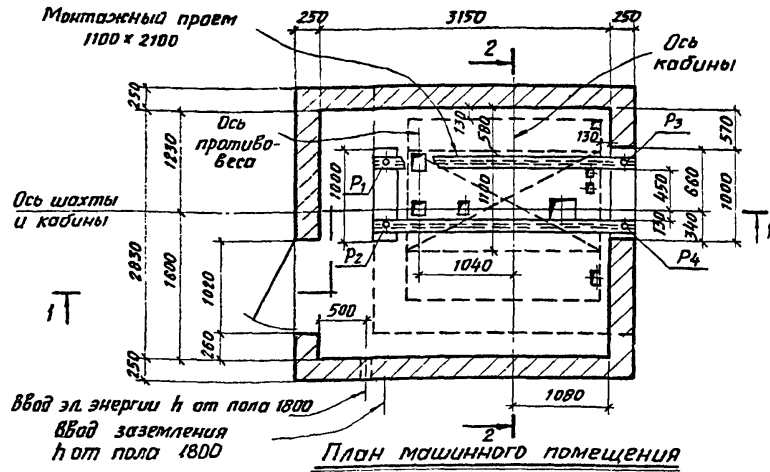 250
3150
250
Монтажный проем
1100 × 2100
2
Ось
кабины
250
Ось
противо-
веса
130
580
130
P3
570
1230
1000
P1
1100
450
660
1000
Ось шахты
и кабины
130
340
P2
P4
1
2830
1600
1020
1040
1
500
260
250
1080
Ввод эл. энергии h от пола 1800
Ввод заземления
h от пола 1800
2
План машинного помещения